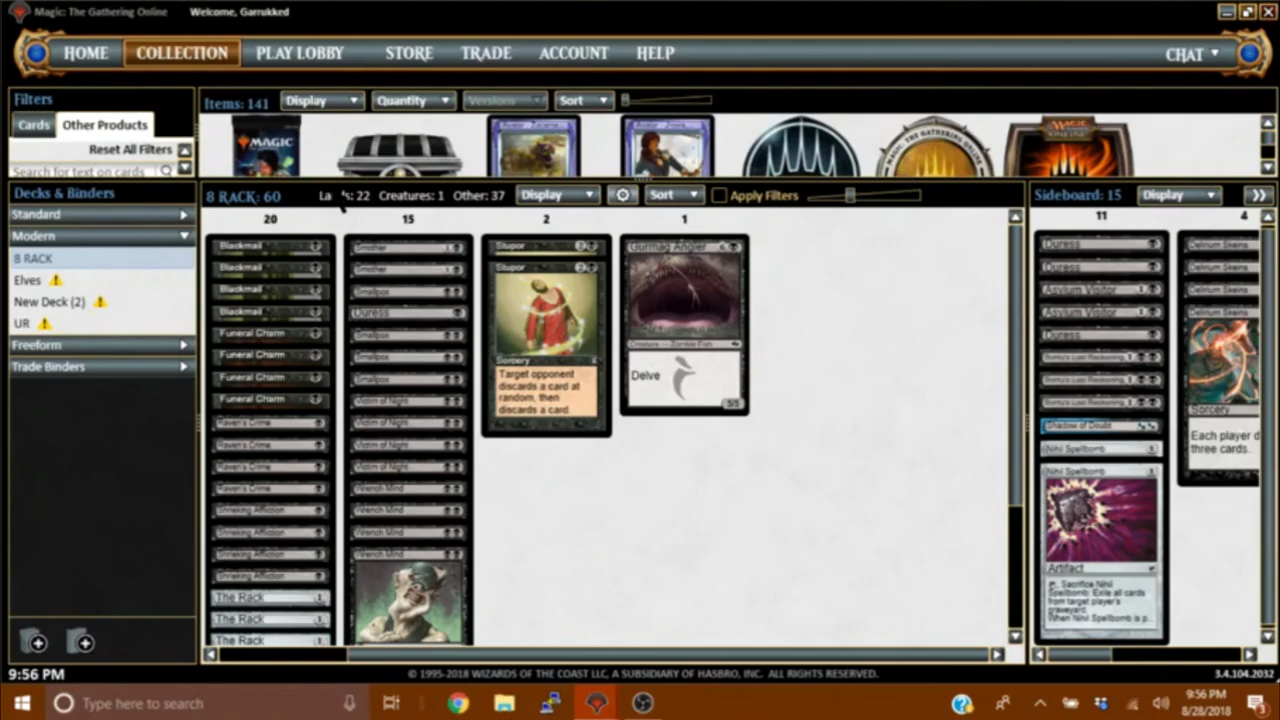 Magic: The Gathering Online Welcome, Garrukked
HOME COLLECTION PLAY LOBBY STORE TRADE ACCOUNT HELP CHAT
Filters
Cards Other Products
Reset All Filters
Search for text on cards
Items: 141 Display Quantity Versions Sort
MAGIC
Decks & Binders
Standard
Modern
8 RACK
Elves
New Deck (2)
UR
Freeform
Trade Binders
8 RACK: 60 Creatures: 1 Other: 37 Display Sort Apply Filters
20 15 2 1
Blackmail
Blackmail
Blackmail
Blackmail
Funeral Charm
Funeral Charm
Funeral Charm
Funeral Charm
Raven's Crime
Raven's Crime
Raven's Crime
Raven's Crime
Shrieking Affliction
Shrieking Affliction
Shrieking Affliction
Shrieking Affliction
The Rack 1
The Rack 1
The Rack 1
Smother
Smother
Smallpox
Duress
Smallpox
Smallpox
Smallpox
Victim of Night
Victim of Night
Victim of Night
Victim of Night
Wrench Mind
Wrench Mind
Wrench Mind
Wrench Mind
Stupor 2
Stupor 2
Sorcery
Target opponent
discards a card at
random, then
discards a card.
Gurmag Angler 6
Creature — Zombie Fish
Delve
5/5
Sideboard: 15 Display
11 4
Duress
Duress
Asylum Visitor 1
Asylum Visitor 1
Duress
Shadow of Doubt
Nihil Spellbomb
Nihil Spellbomb
Artifact
Sacrifice Nihil
Spellbomb: Exile all cards
from target player's
graveyard.
When Nihil Spellbomb is p...
Delirium Skeins
Delirium Skeins
Delirium Skeins
Delirium Skeins
Sorcery
Each player d
three cards.
9:56 PM © 1995-2018 WIZARDS OF THE COAST LLC, A SUBSIDIARY OF HASBRO, INC. ALL RIGHTS RESERVED. 3.4.104.2032
Type here to search
9:56 PM
8/28/2018